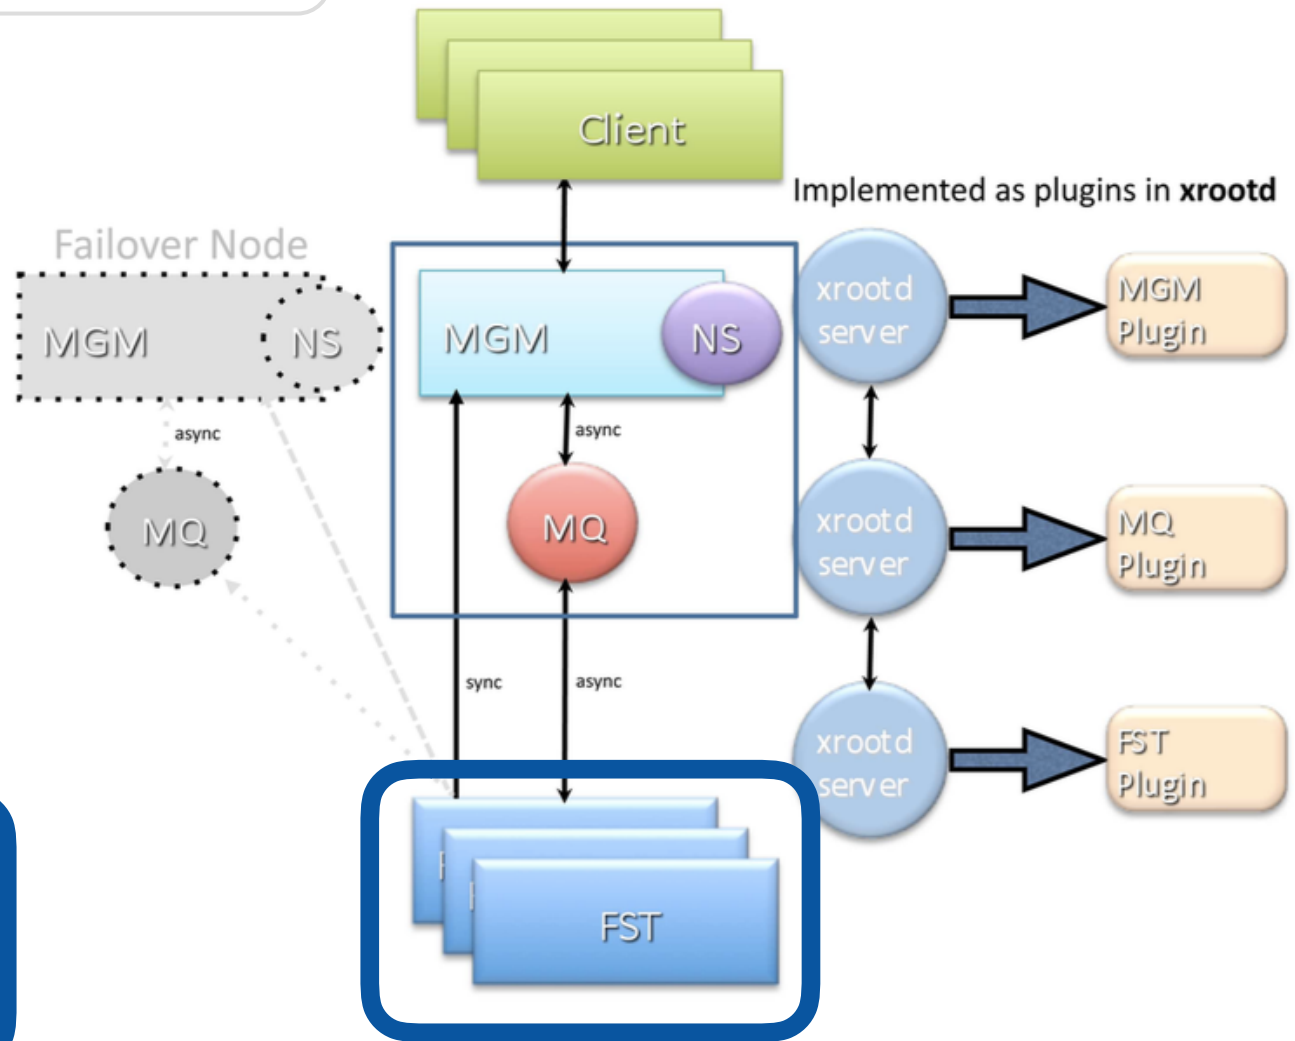 Client
Implemented as plugins in xrootd
Failover Node
MGM
NS
async
MQ
MGM
NS
async
MQ
sync
async
FST
xrootd
server
MGM
Plugin
xrootd
server
MQ
Plugin
xrootd
server
FST
Plugin